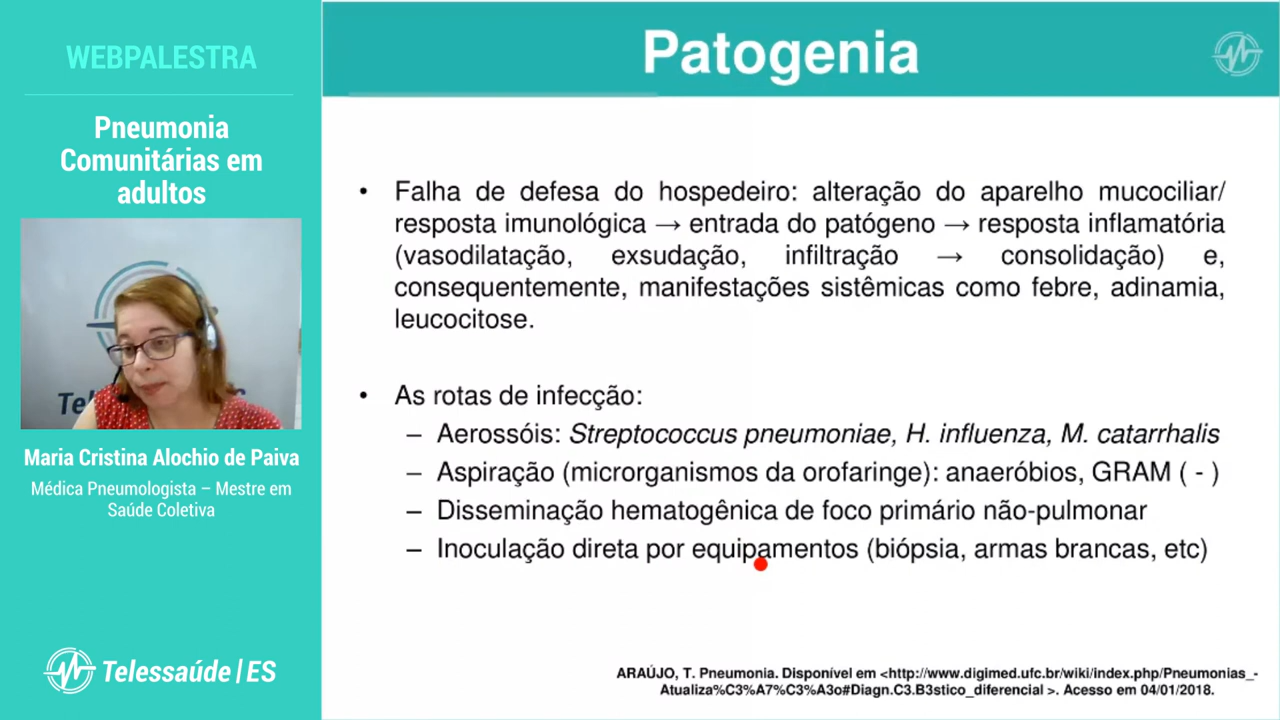 WEBPALESTRA
Pneumonia
Comunitárias em
adultos
Maria Cristina Alochio de Paiva
Médica Pneumologista – Mestre em
Saúde Coletiva
Telessaúde|ES
Patogenia
• Falha de defesa do hospedeiro: alteração do aparelho mucociliar/
resposta imunológica → entrada do patógeno → resposta inflamatória
(vasodilatação, exsudação, infiltração → consolidação) e,
consequentemente, manifestações sistêmicas como febre, adinamia,
leucocitose.
• As rotas de infecção:
– Aerossóis: Streptococcus pneumoniae, H. influenza, M. catarrhalis
– Aspiração (microrganismos da orofaringe): anaeróbios, GRAM ( - )
– Disseminação hematogênica de foco primário não-pulmonar
– Inoculação direta por equipamentos (biópsia, armas brancas, etc)
ARAÚJO, T. Pneumonia. Disponível em <http://www.digimed.ufc.br/wiki/index.php/Pneumonias_-
Atualiza%C3%A7%C3%A3o#Diagn.C3.B3stico_diferencial >. Acesso em 04/01/2018.